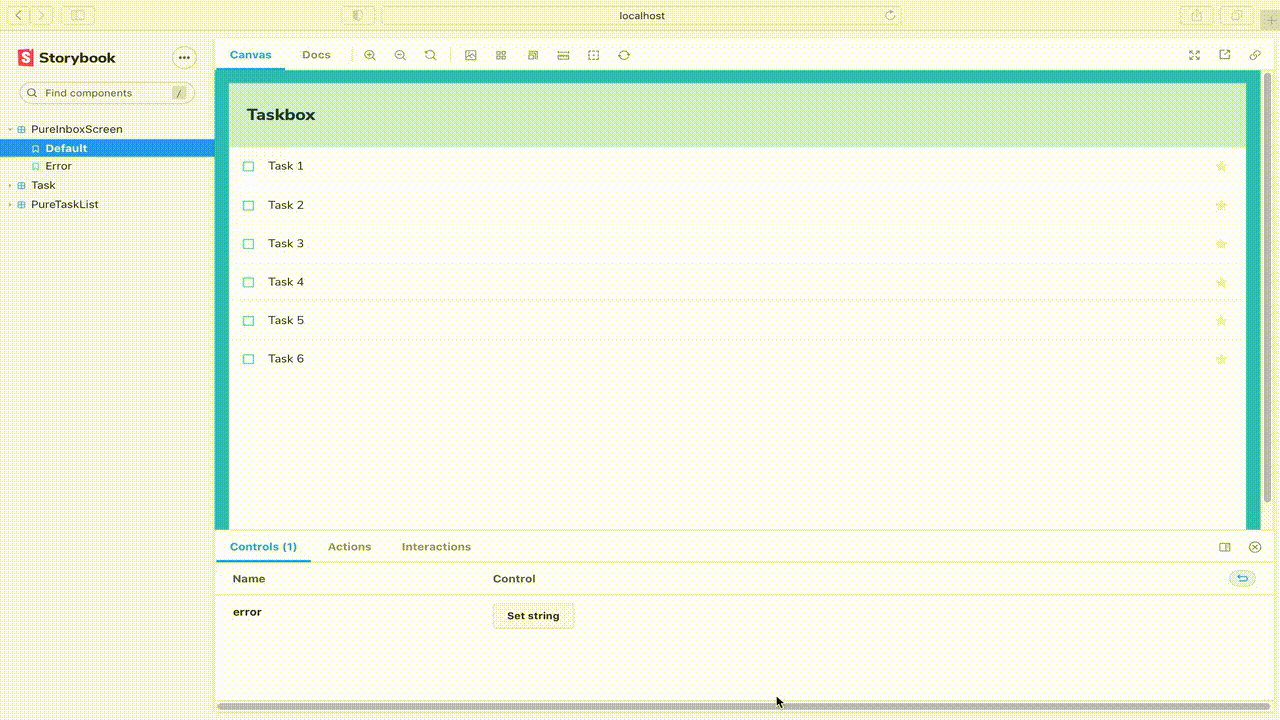 localhost
Storybook
Find components /
PureInboxScreen
Default
Error
Task
PureTaskList
Canvas Docs
Taskbox
Task 1
Task 2
Task 3
Task 4
Task 5
Task 6
Controls (1) Actions Interactions
Name Control
error Set string